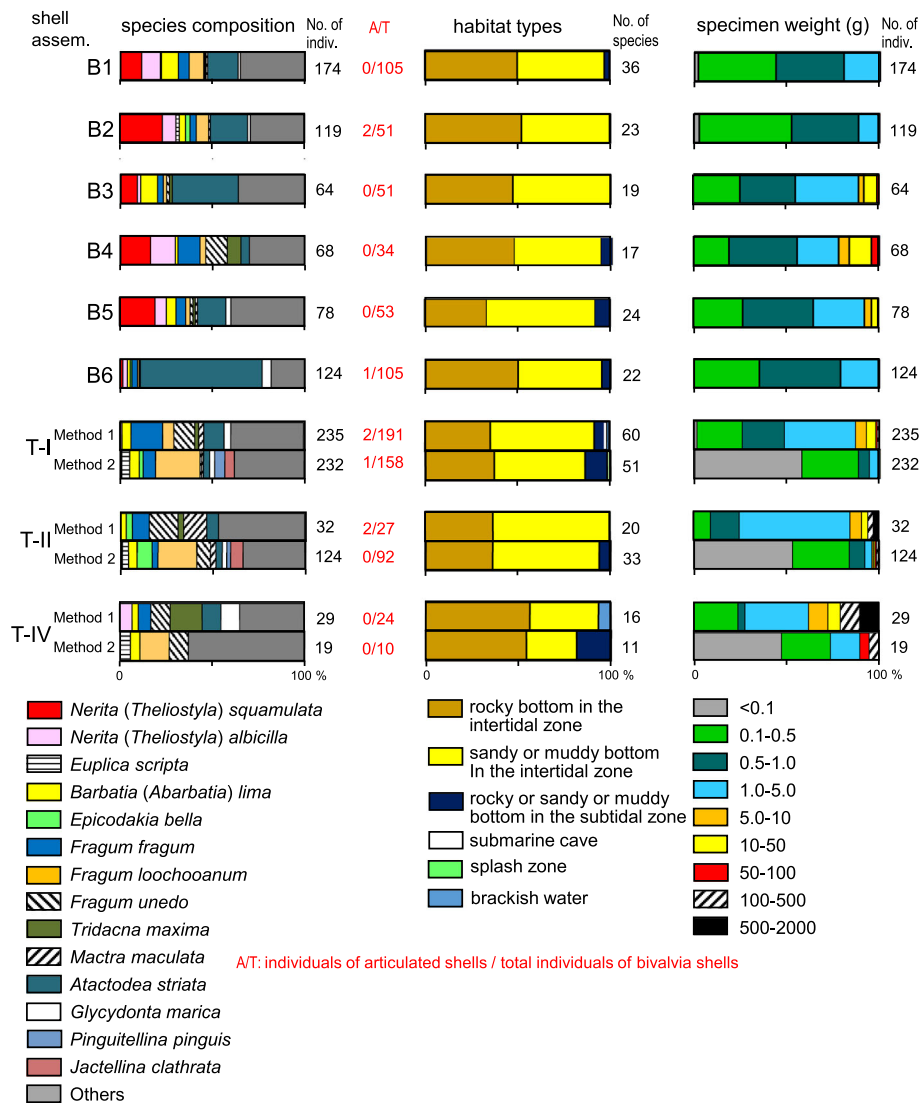 shell assem.
species composition
No. of indiv.
A/T
habitat types
No. of species
specimen weight (g)
No. of indiv.
B1 174 0/105 36 174
B2 119 2/51 23 119
B3 64 0/51 19 64
B4 68 0/34 17 68
B5 78 0/53 24 78
B6 124 1/105 22 124
T-I
Method 1 235 2/191 60 235
Method 2 232 1/158 51 232
T-II
Method 1 32 2/27 20 32
Method 2 124 0/92 33 124
T-IV
Method 1 29 0/24 16 29
Method 2 19 0/10 11 19
0 100 % 0 100 % 0 100 %
Nerita (Theliostyla) squamulata
Nerita (Theliostyla) albicilla
Euplica scripta
Barbatia (Abarbatia) lima
Epicodakia bella
Fragum fragum
Fragum loochooanum
Fragum unedo
Tridacna maxima
Mactra maculata
Atactodea striata
Glycydonta marica
Pinguitellina pinguis
Jactellina clathrata
Others
rocky bottom in the
intertidal zone
sandy or muddy bottom
In the intertidal zone
rocky or sandy or muddy
bottom in the subtidal zone
submarine cave
splash zone
brackish water
<0.1
0.1-0.5
0.5-1.0
1.0-5.0
5.0-10
10-50
50-100
100-500
500-2000
A/T: individuals of articulated shells / total individuals of bivalvia shells